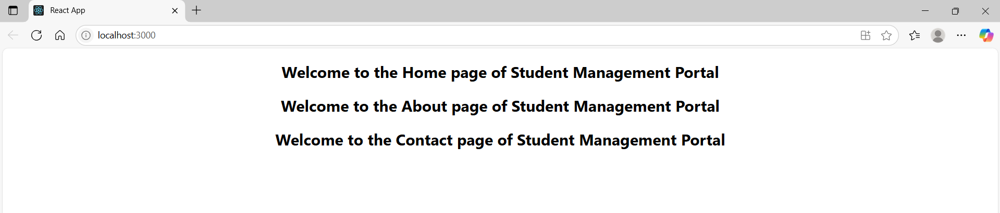 React App
localhost:3000
Welcome to the Home page of Student Management Portal
Welcome to the About page of Student Management Portal
Welcome to the Contact page of Student Management Portal